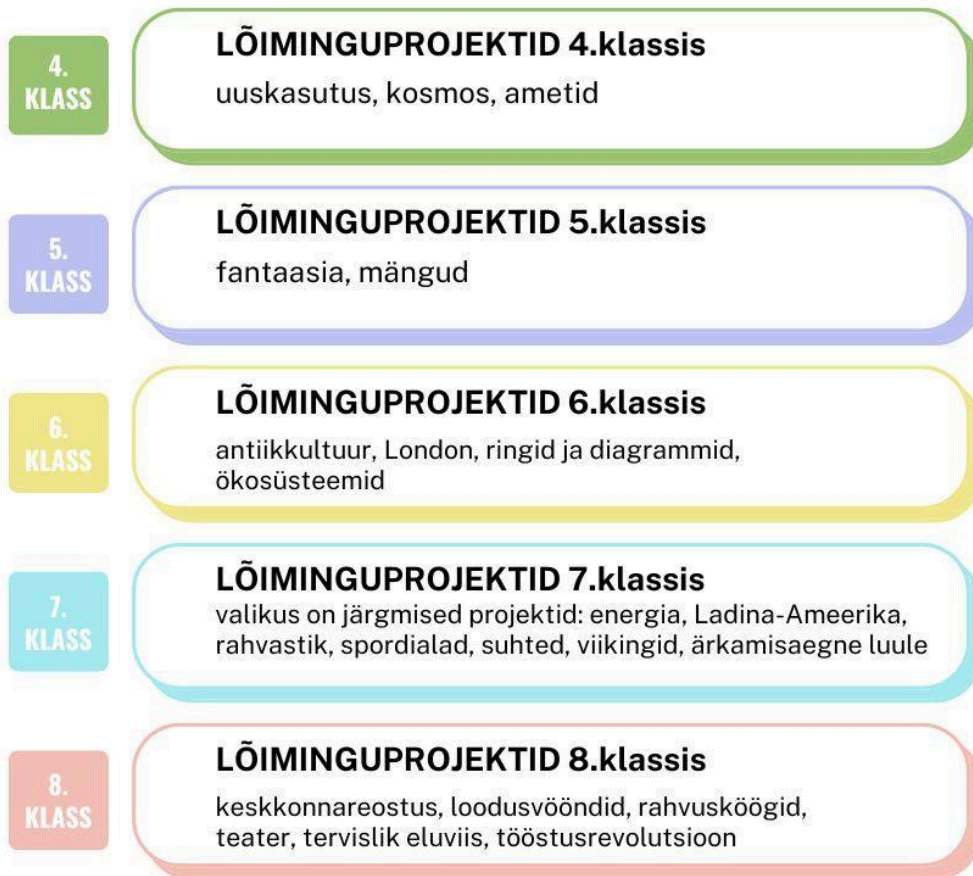 4.
KLASS
LÕIMINGUPROJEKTID 4.klassis
uuskasutus, kosmos, ametid
5.
KLASS
LÕIMINGUPROJEKTID 5.klassis
fantaasia, mängud
6.
KLASS
LÕIMINGUPROJEKTID 6.klassis
antiikkultuur, London, ringid ja diagrammid,
ökosüsteemid
7.
KLASS
LÕIMINGUPROJEKTID 7.klassis
valikus on järgmised projektid: energia, Ladina-Ameerika,
rahvastik, spordialad, suhted, viikingid, ärkamisaegne luule
8.
KLASS
LÕIMINGUPROJEKTID 8.klassis
keskkonnareostus, loodusvööndid, rahvusköögid,
teater, tervislik eluviis, tööstusrevolutsioon